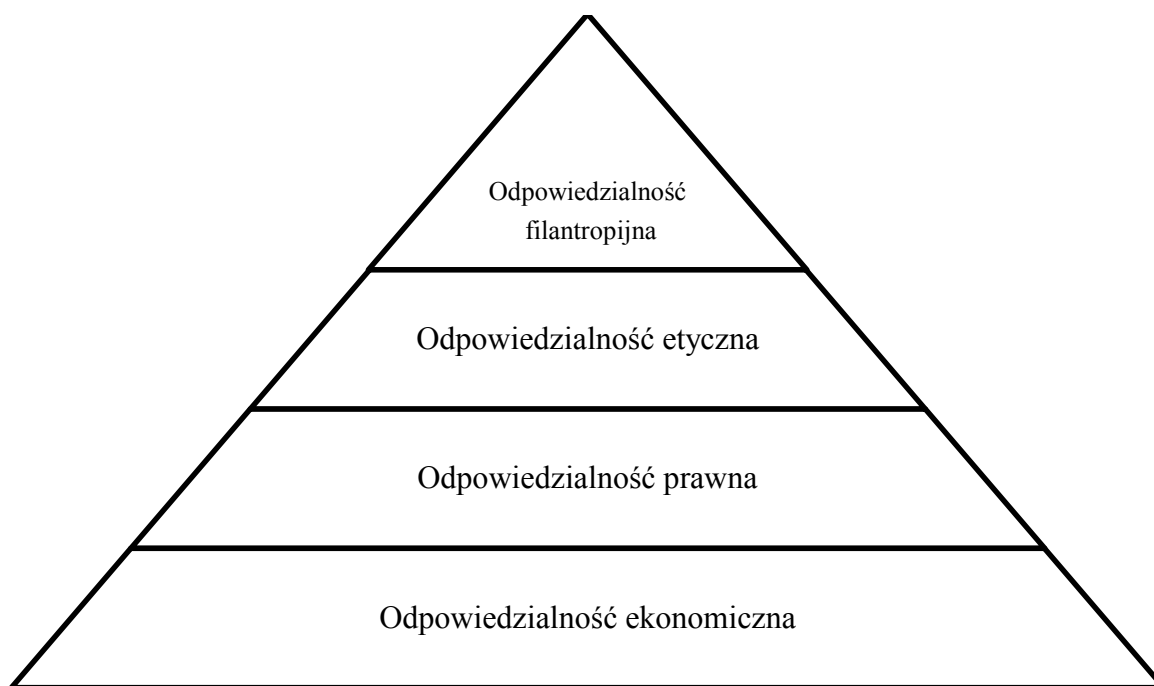 Odpowiedzialność
filantropijna
Odpowiedzialność etyczna
Odpowiedzialność prawna
Odpowiedzialność ekonomiczna